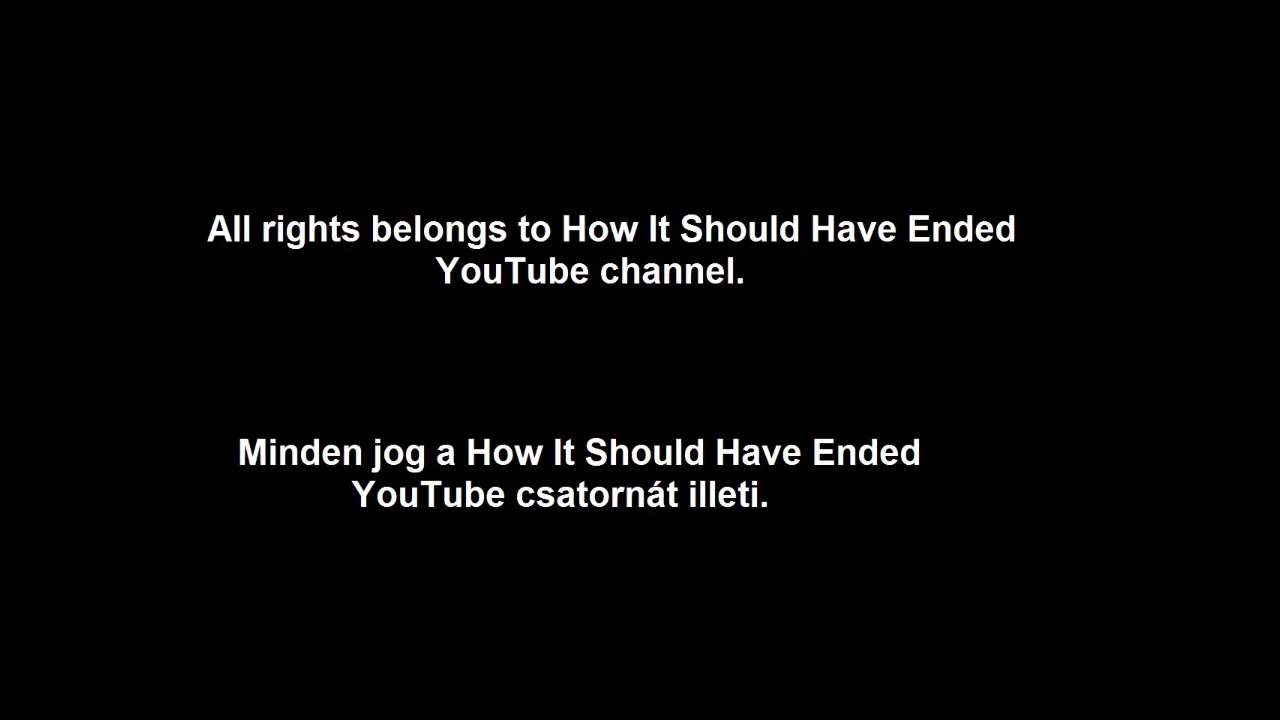 All rights belongs to How It Should Have Ended
YouTube channel.
Minden jog a How It Should Have Ended
YouTube csatornát illeti.